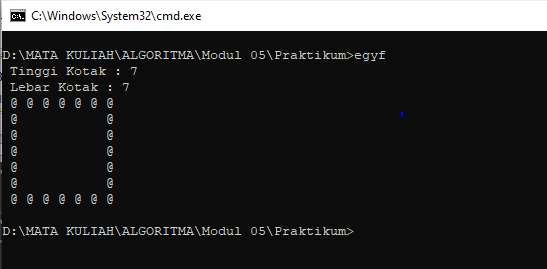 C:\Windows\System32\cmd.exe
D:\MATA KULIAH\ALGORITMA\Modul 05\Praktikum>egyf
 Tinggi Kotak : 7
 Lebar Kotak : 7
 @ @ @ @ @ @ @
 @           @
 @           @
 @           @
 @           @
 @           @
 @ @ @ @ @ @ @
D:\MATA KULIAH\ALGORITMA\Modul 05\Praktikum>